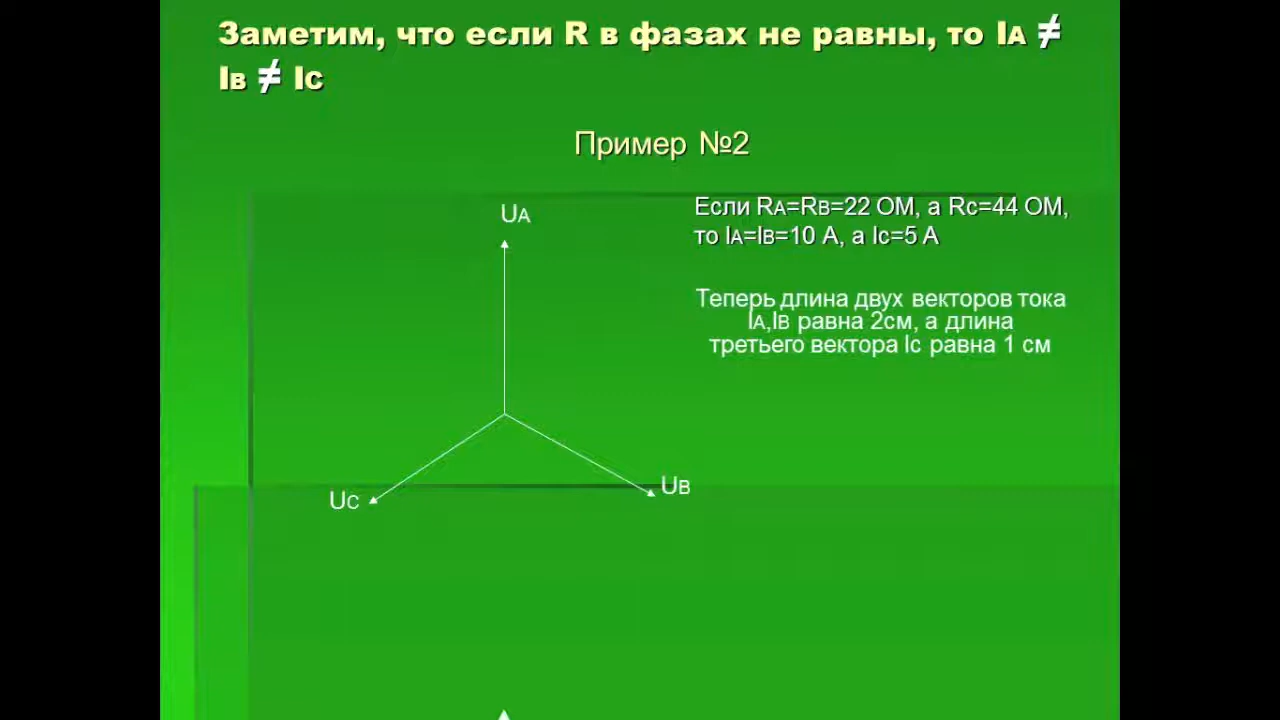 Заметим, что если R в фазах не равны, то IA ≠
IB ≠ IC
Пример №2
UA
Если RA=RB=22 ОМ, а Rc=44 ОМ,
то IA=IB=10 А, а Ic=5 А
Теперь длина двух векторов тока
IA,IB равна 2см, а длина
третьего вектора Ic равна 1 см
UB
UC